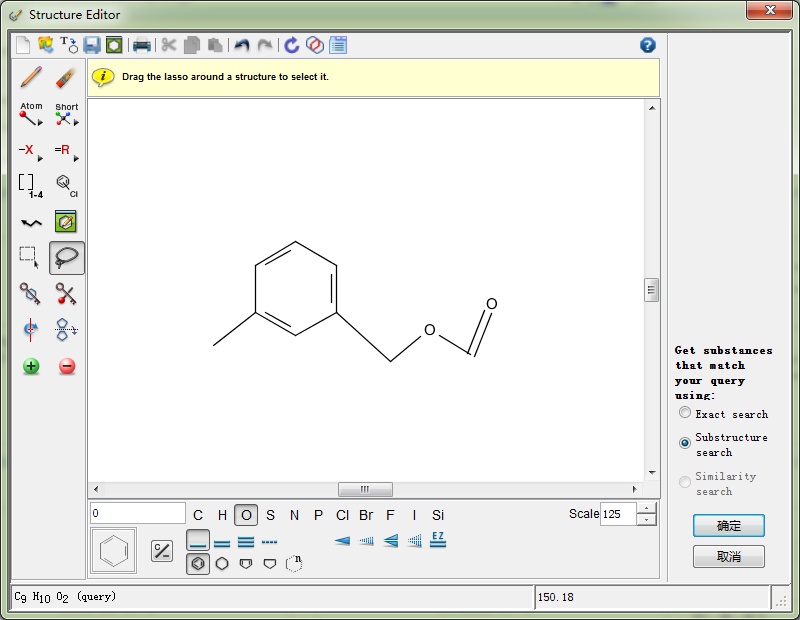 Structure Editor
Drag the lasso around a structure to select it.
Atom
Short
-X
=R
[ ] 1-4
Cl
O
O
Get substances
that match
your query
using:
Exact search
Substructure
search
Similarity
search
确定
取消
0
C H O S N P Cl Br F I Si
Scale 125
EZ
n
C9 H10 O2 (query)
150.18